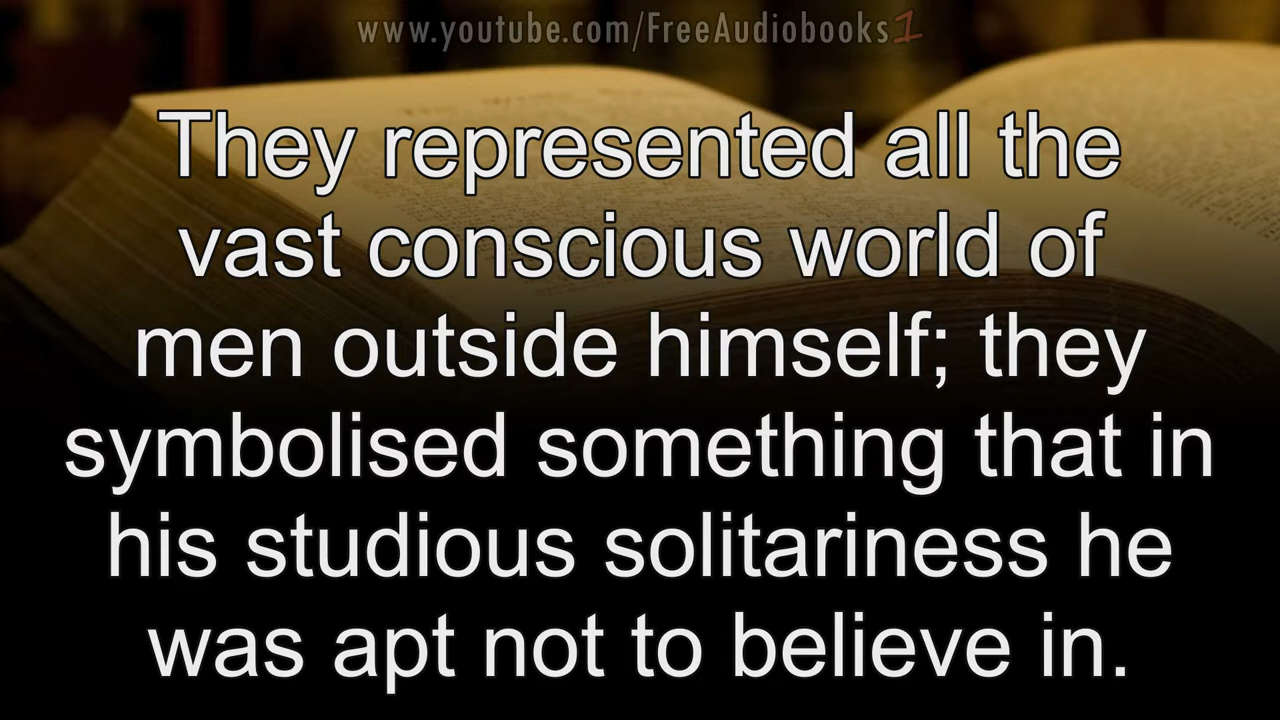 www.youtube.com/FreeAudiobooks1
They represented all the
vast conscious world of
men outside himself; they
symbolised something that in
his studious solitariness he
was apt not to believe in.